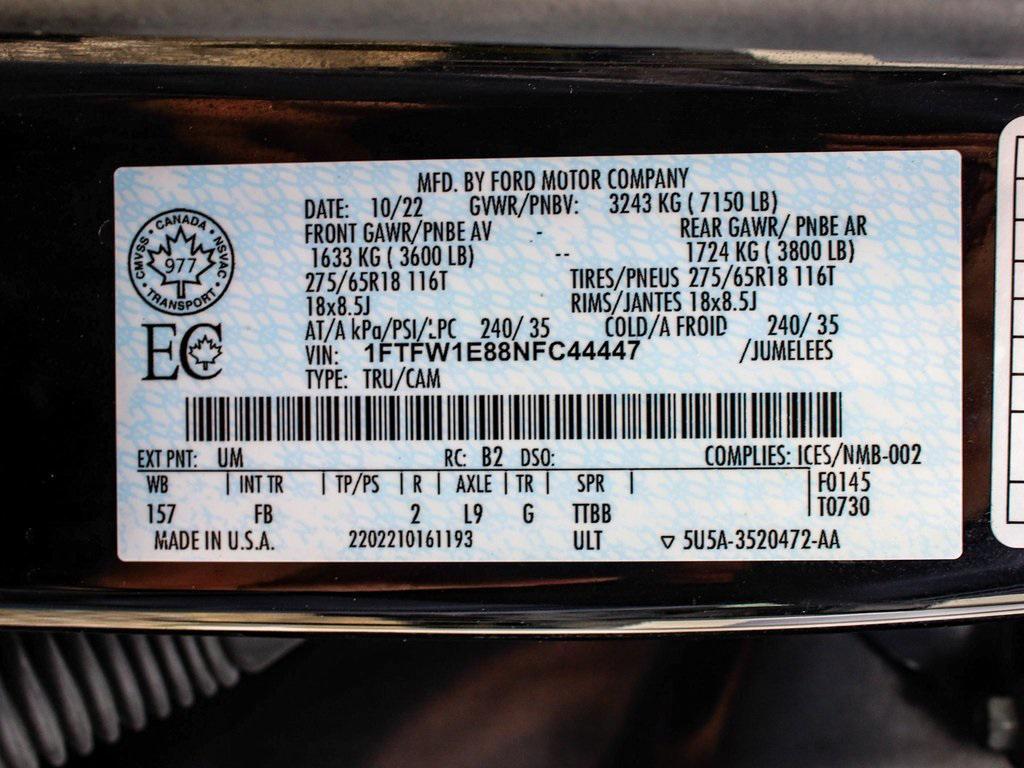 MFD. BY FORD MOTOR COMPANY
DATE: 10/22 GVWR/PNBV: 3243 KG ( 7150 LB)
FRONT GAWR/PNBE AV - REAR GAWR/ PNBE AR
1633 KG ( 3600 LB) -- 1724 KG ( 3800 LB)
275/65R18 116T TIRES/PNEUS 275/65R18 116T
18x8.5J RIMS/JANTES 18x8.5J
AT/A kPa/PSI/LPC 240/ 35 COLD/A FROID 240/ 35
VIN: 1FTFW1E88NFC44447 /JUMELEES
TYPE: TRU/CAM
CANADA
CMVSS • NSVAC
977
TRANSPORT
EC
EXT PNT: UM RC: B2 DSO: COMPLIES: ICES/NMB-002
WB | INT TR | TP/PS | R | AXLE | TR | SPR | F0145
157 FB 2 L9 G TTBB T0730
MADE IN U.S.A. 2202210161193 ULT ▽ 5U5A-3520472-AA